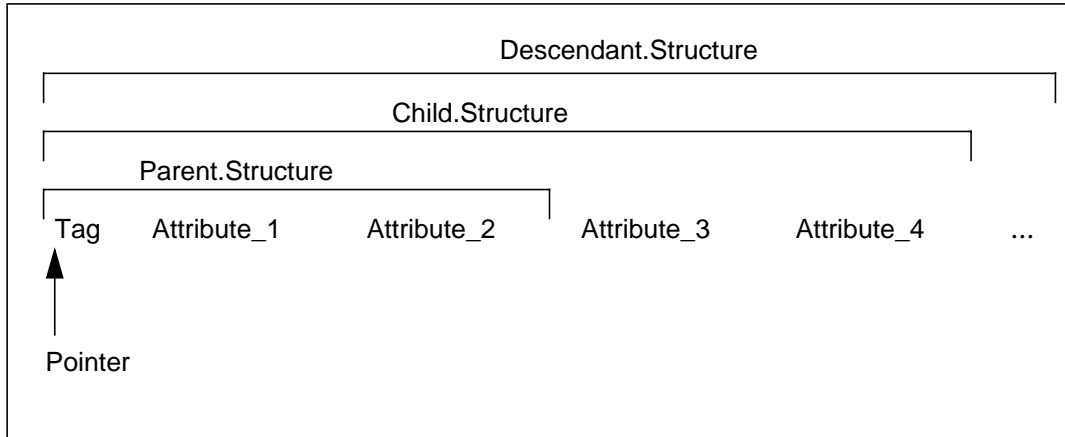 Descendant.Structure
Child.Structure
Parent.Structure
Tag Attribute_1 Attribute_2 Attribute_3 Attribute_4 ...
Pointer